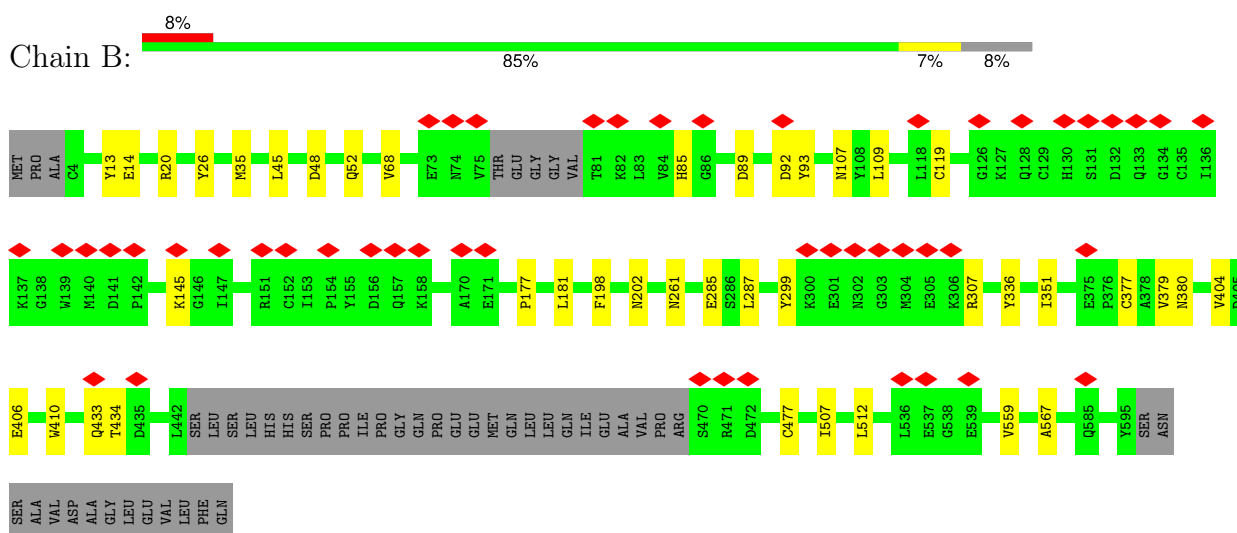 8%
Chain B:
85% 7% 8%
MET PRO ALA C4 Y13 E14 R20 Y26 M35 L45 D48 Q52 V68 E73 N74 V75 THR GLU GLY GLY VAL T81 K82 L83 V84 H85 G86 D89 D92 Y93 N107 Y108 L109 L118 C119 G126 K127 Q128 C129 H130 S131 D132 Q133 G134 C135 I136
K137 G138 W139 M140 D141 P142 K145 G146 I147 R151 C152 I153 P154 Y155 D156 Q157 K158 A170 E171 P177 L181 F198 N202 N261 E285 S286 L287 Y299 K300 E301 N302 G303 M304 E305 K306 R307 Y336 I351 E375 P376 C377 A378 V379 N380 V404
E406 W410 Q433 T434 D435 L442 SER LEU SER LEU HIS HIS SER PRO PRO ILE PRO GLY GLN PRO GLU GLU MET GLN LEU LEU GLN ILE GLU ALA VAL PRO ARG S470 R471 D472 C477 I507 L512 L536 E537 G538 E539 V559 A567 Q585 Y595 SER ASN
SER ALA VAL ASP ALA GLY LEU GLU VAL LEU PHE GLN